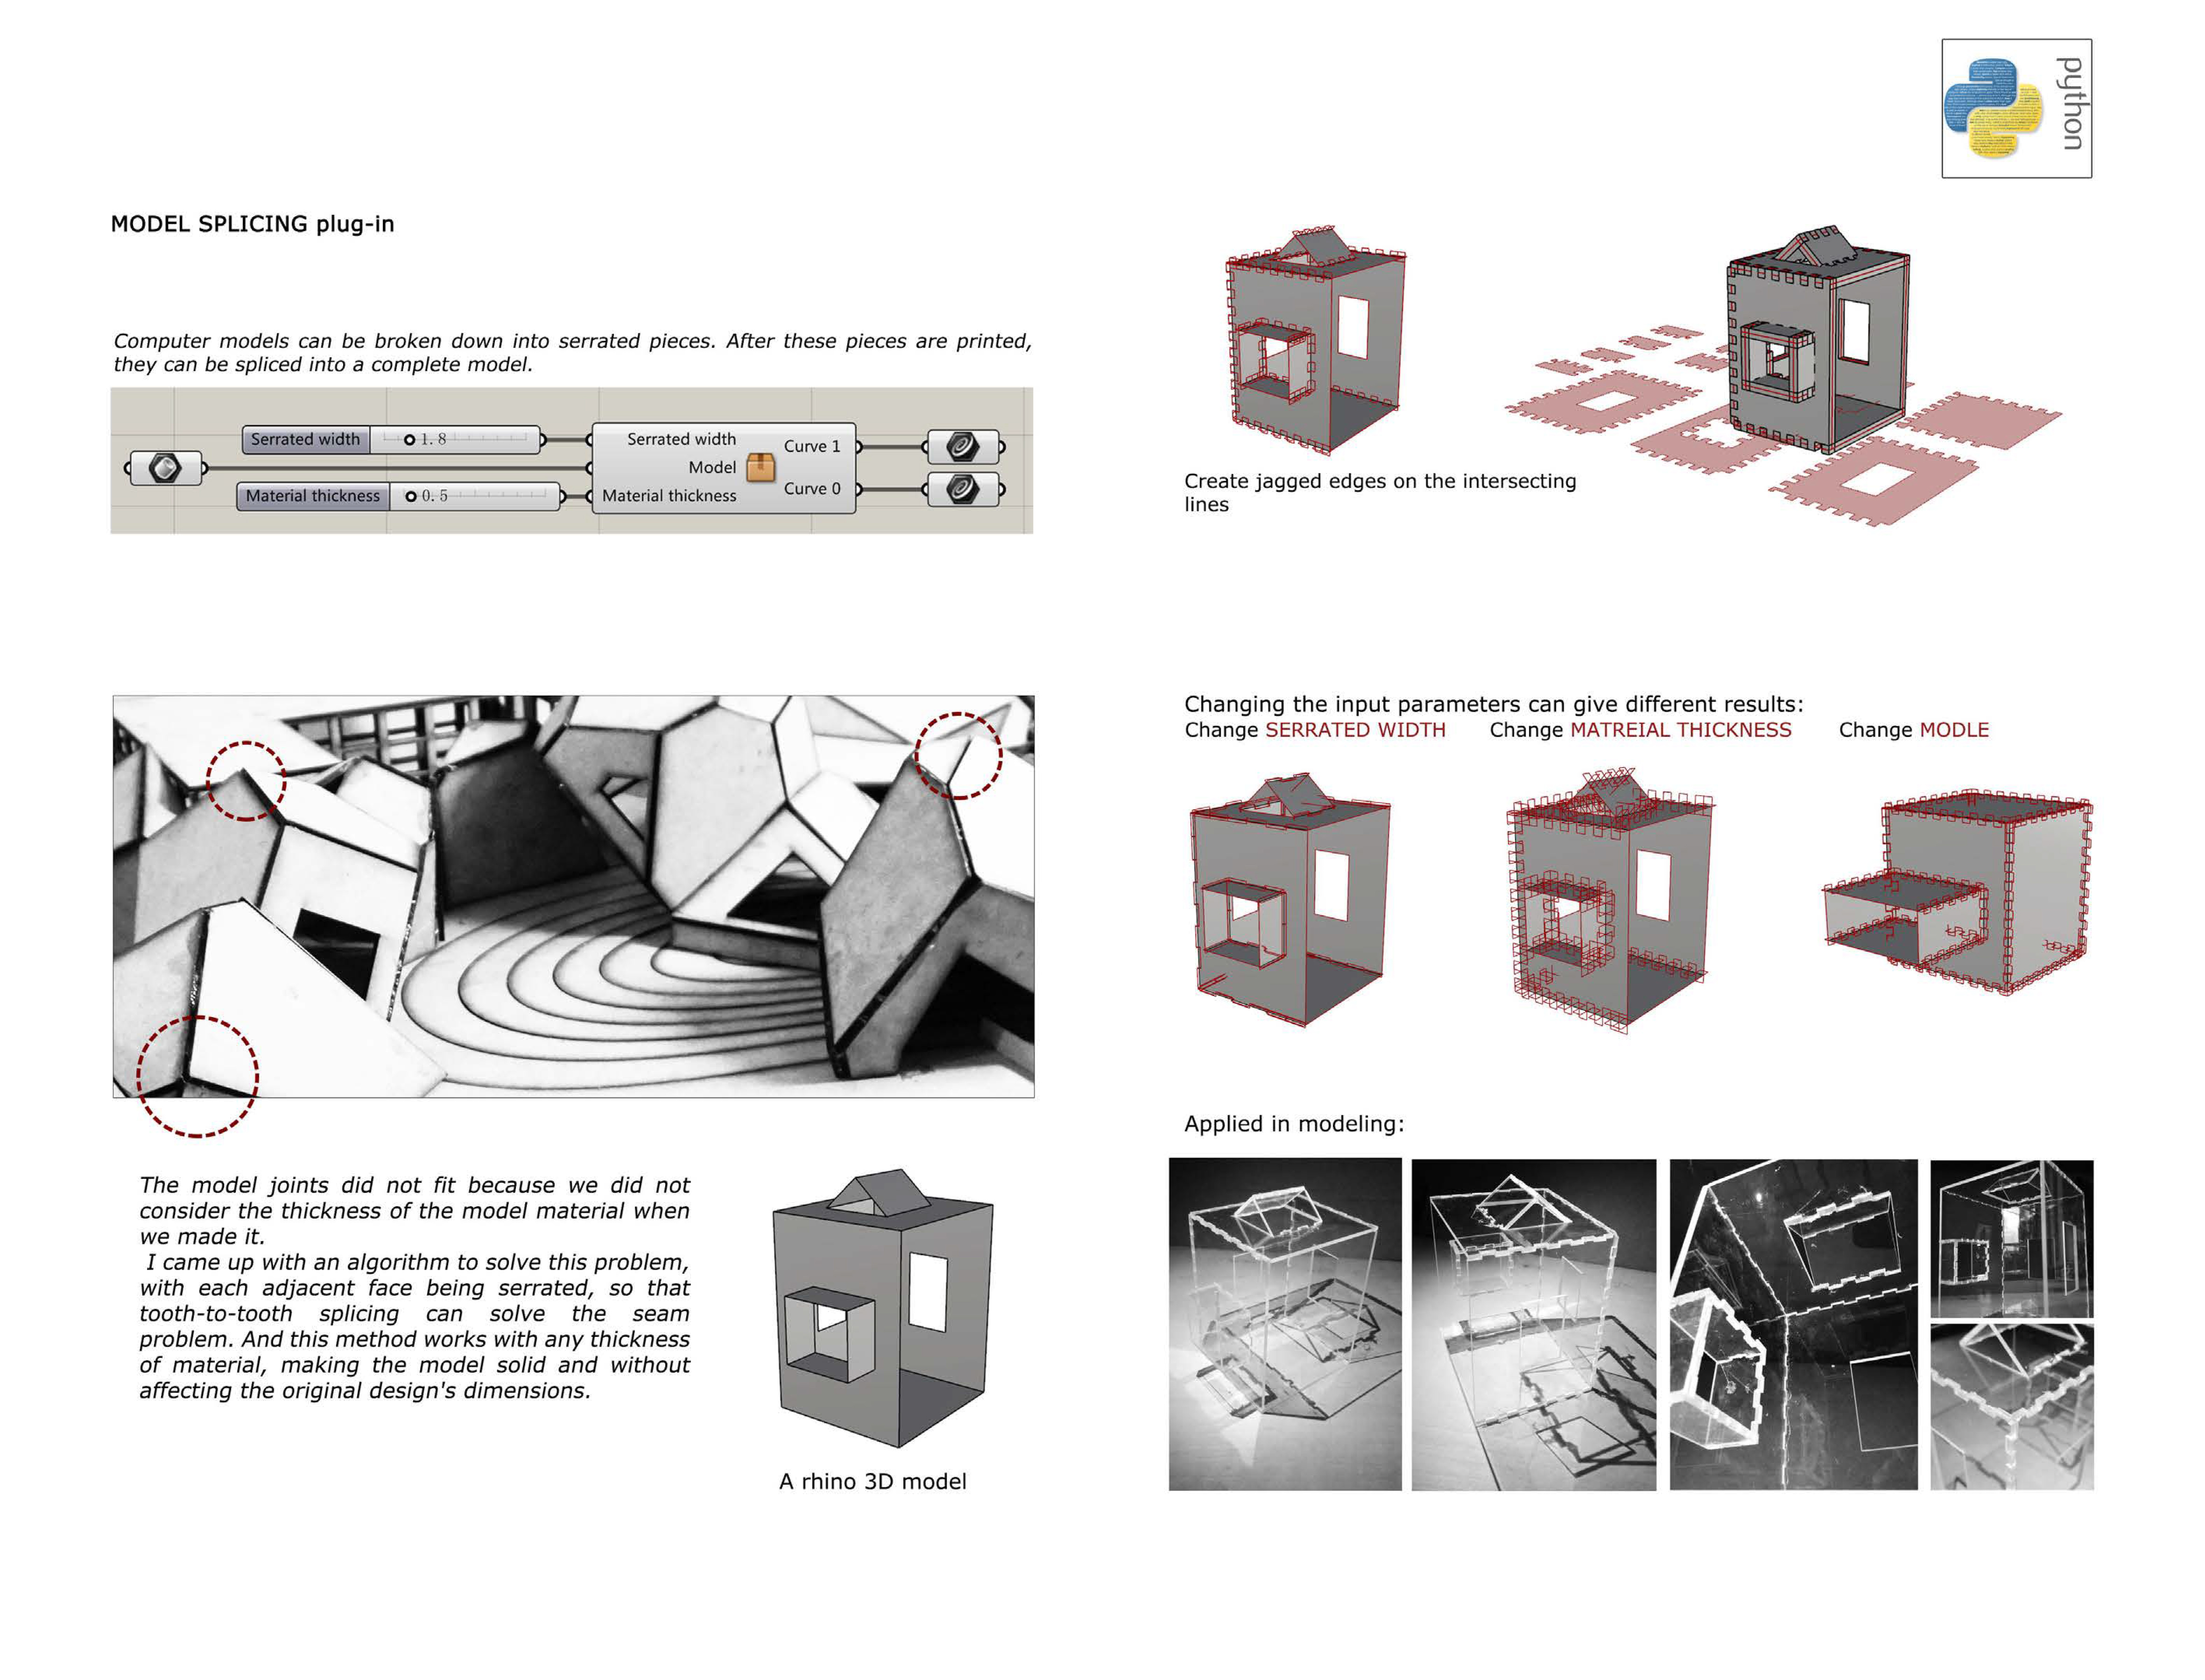 python
MODEL SPLICING plug-in
Computer models can be broken down into serrated pieces. After these pieces are printed,
they can be spliced into a complete model.
Serrated width
1.8
Material thickness
0.5
Serrated width
Model
Material thickness
Curve 1
Curve 0
The model joints did not fit because we did not
consider the thickness of the model material when
we made it.
I came up with an algorithm to solve this problem,
with each adjacent face being serrated, so that
tooth-to-tooth splicing can solve the seam
problem. And this method works with any thickness
of material, making the model solid and without
affecting the original design's dimensions.
A rhino 3D model
Create jagged edges on the intersecting
lines
Changing the input parameters can give different results:
Change SERRATED WIDTH
Change MATREIAL THICKNESS
Change MODLE
Applied in modeling: